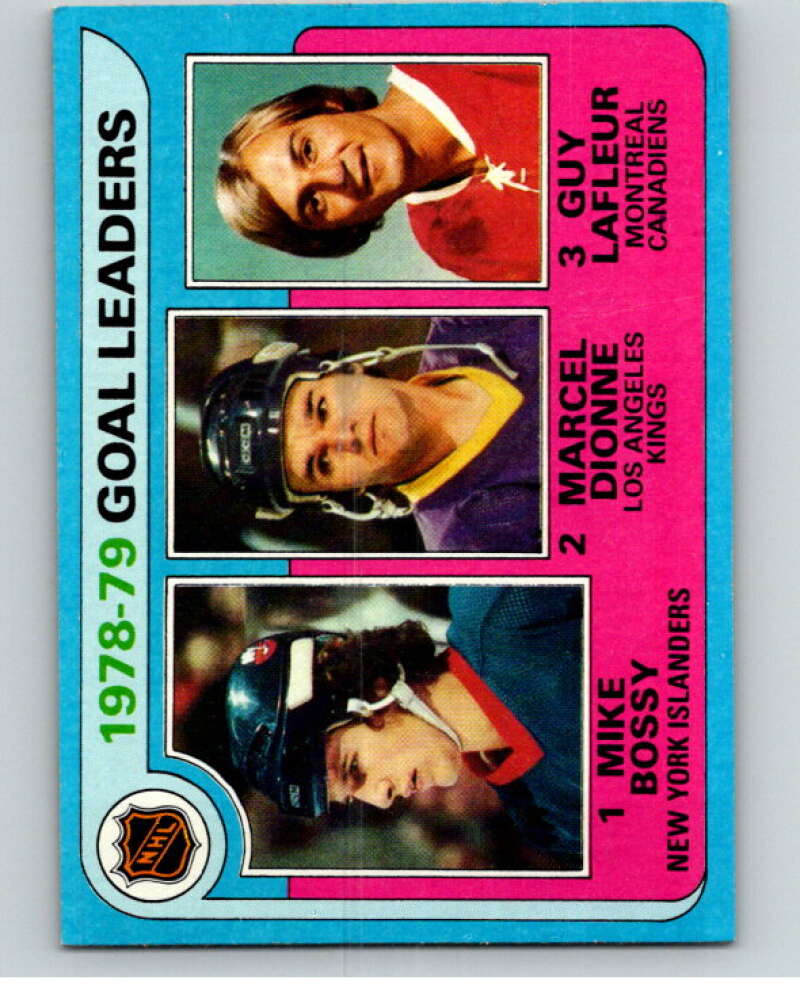 1978-79 GOAL LEADERS
NHL
1 MIKE
BOSSY
NEW YORK ISLANDERS
2 MARCEL
DIONNE
LOS ANGELES
KINGS
3 GUY
LAFLEUR
MONTREAL
CANADIENS
CCM